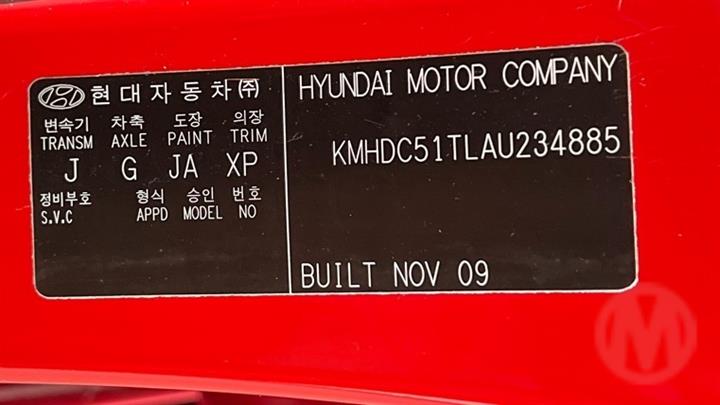 현대자동차(주)
변속기 차축 도장 의장
TRANSM AXLE PAINT TRIM
J G JA XP
정비부호 형식 승인 번호
S.V.C APPD MODEL NO
HYUNDAI MOTOR COMPANY
KMHDC51TLAU234885
BUILT NOV 09
M